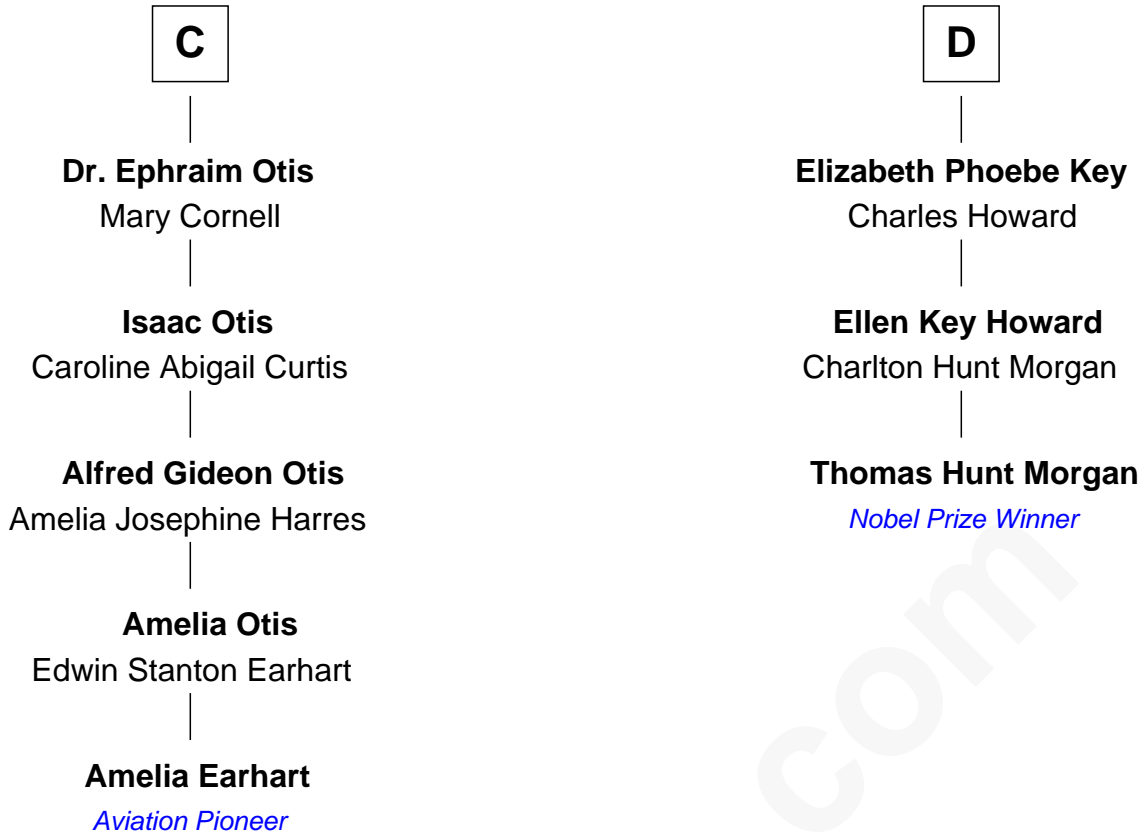 C
Dr. Ephraim Otis
Mary Cornell
Isaac Otis
Caroline Abigail Curtis
Alfred Gideon Otis
Amelia Josephine Harres
Amelia Otis
Edwin Stanton Earhart
Amelia Earhart
Aviation Pioneer
D
Elizabeth Phoebe Key
Charles Howard
Ellen Key Howard
Charlton Hunt Morgan
Thomas Hunt Morgan
Nobel Prize Winner
com